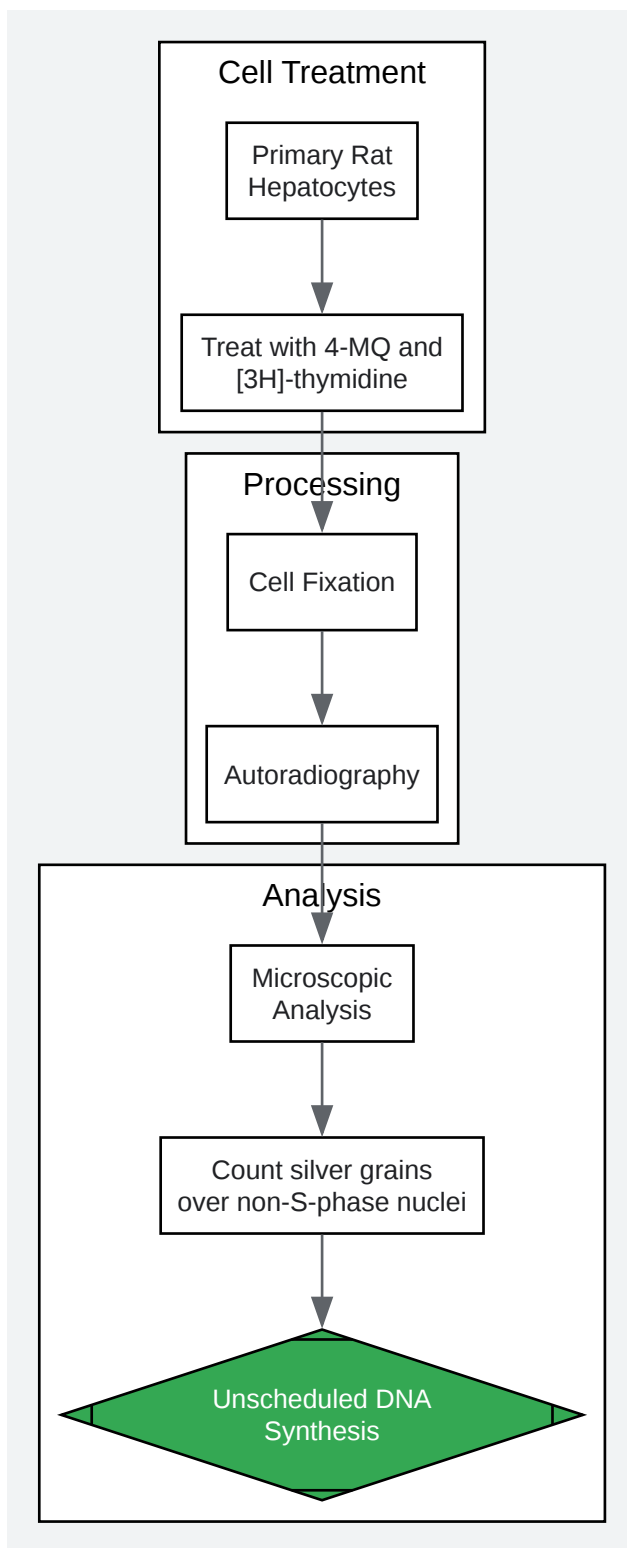 Cell Treatment
Primary Rat
Hepatocytes
Treat with 4-MQ and
[3H]-thymidine
Processing
Cell Fixation
Autoradiography
Analysis
Microscopic
Analysis
Count silver grains
over non-S-phase nuclei
Unscheduled DNA
Synthesis